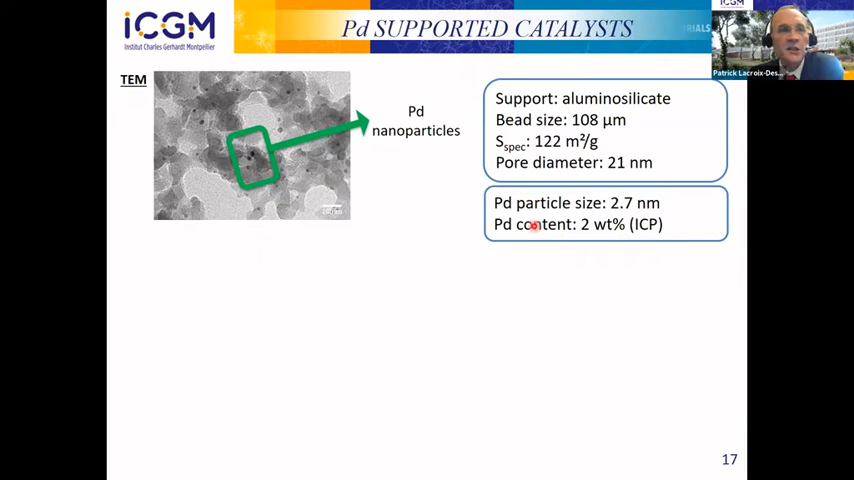 iCGM
Institut Charles Gerhardt Montpellier
Pd SUPPORTED CATALYSTS
ICGM
Patrick Lacroix-Des...
TEM
Pd
nanoparticles
Support: aluminosilicate
Bead size: 108 µm
Sspec: 122 m²/g
Pore diameter: 21 nm
Pd particle size: 2.7 nm
Pd content: 2 wt% (ICP)
17